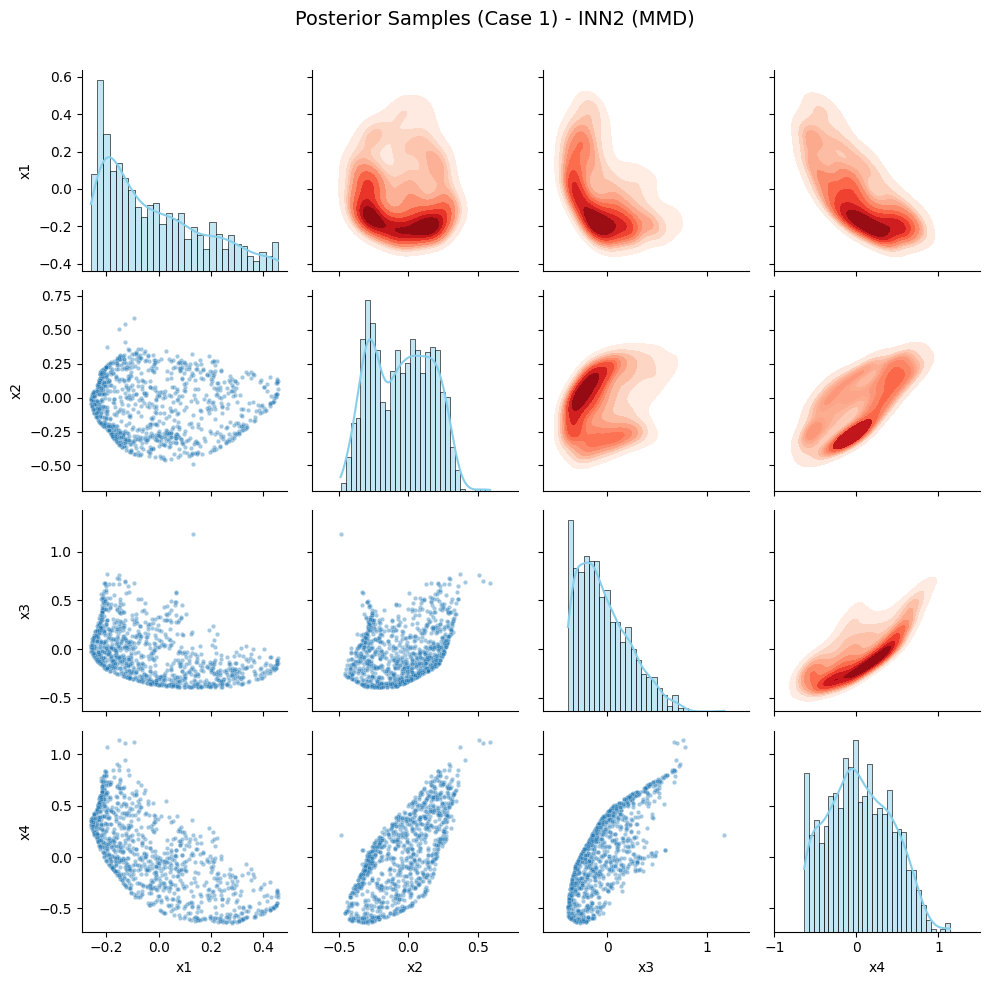 Posterior Samples (Case 1) - INN2 (MMD)
0.6
0.4
0.2
0.0
−0.2
−0.4
x1
0.75
0.50
0.25
0.00
−0.25
−0.50
x2
1.0
0.5
0.0
−0.5
x3
1.0
0.5
0.0
−0.5
x4
−0.2 0.0 0.2 0.4
x1
−0.5 0.0 0.5
x2
0 1
x3
−1 0 1
x4